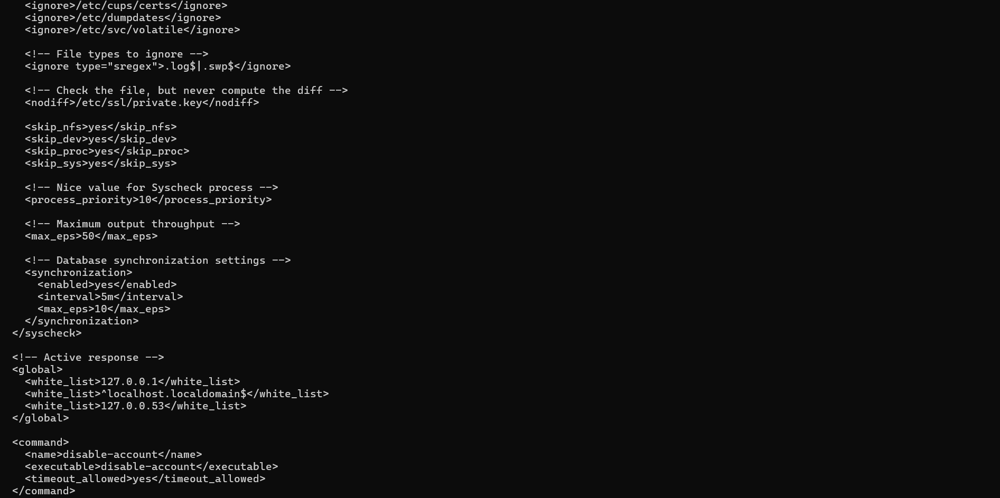 <ignore>/etc/cups/certs</ignore>
<ignore>/etc/dumpdates</ignore>
<ignore>/etc/svc/volatile</ignore>
<!-- File types to ignore -->
<ignore type="sregex">.log$|.swp$</ignore>
<!-- Check the file, but never compute the diff -->
<nodiff>/etc/ssl/private.key</nodiff>
<skip_nfs>yes</skip_nfs>
<skip_dev>yes</skip_dev>
<skip_proc>yes</skip_proc>
<skip_sys>yes</skip_sys>
<!-- Nice value for Syscheck process -->
<process_priority>10</process_priority>
<!-- Maximum output throughput -->
<max_eps>50</max_eps>
<!-- Database synchronization settings -->
<synchronization>
<enabled>yes</enabled>
<interval>5m</interval>
<max_eps>10</max_eps>
</synchronization>
</syscheck>
<!-- Active response -->
<global>
<white_list>127.0.0.1</white_list>
<white_list>^localhost.localdomain$</white_list>
<white_list>127.0.0.53</white_list>
</global>
<command>
<name>disable-account</name>
<executable>disable-account</executable>
<timeout_allowed>yes</timeout_allowed>
</command>